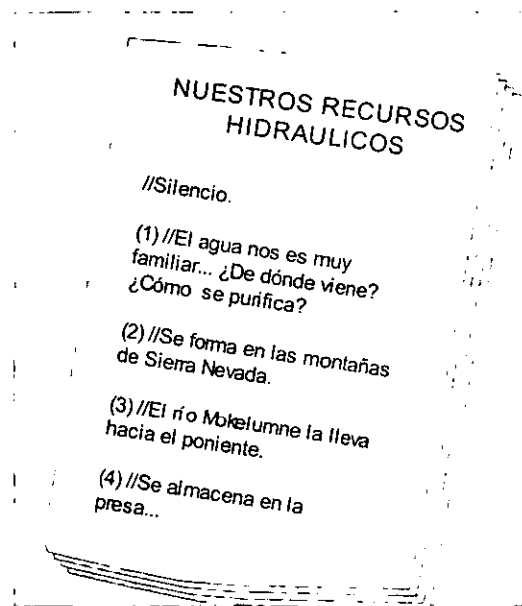 NUESTROS RECURSOS
HIDRAULICOS
//Silencio.
(1) //El agua nos es muy
familiar... ¿De dónde viene?
¿Cómo se purifica?
(2) //Se forma en las montañas
de Sierra Nevada.
(3) //El río Mokelumne la lleva
hacia el poniente.
(4) //Se almacena en la
presa...